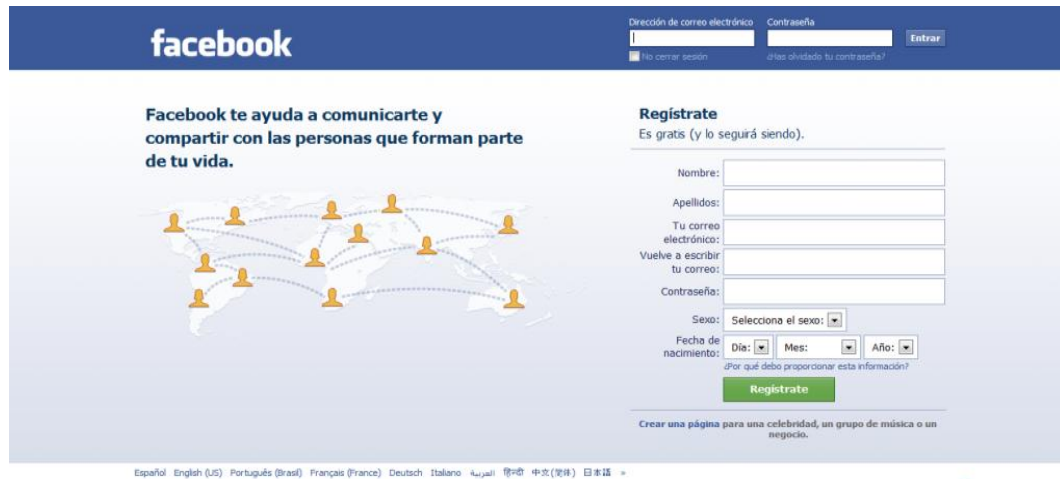 facebook
Dirección de correo electrónico Contraseña
Entrar
No cerrar sesión ¿Has olvidado tu contraseña?
Facebook te ayuda a comunicarte y
compartir con las personas que forman parte
de tu vida.
Regístrate
Es gratis (y lo seguirá siendo).
Nombre:
Apellidos:
Tu correo
electrónico:
Vuelve a escribir
tu correo:
Contraseña:
Sexo: Selecciona el sexo:
Fecha de
nacimiento: Día: Mes: Año:
¿Por qué debo proporcionar esta información?
Regístrate
Crear una página para una celebridad, un grupo de música o un
negocio.
Español English (US) Português (Brasil) Français (France) Deutsch Italiano العربية हिन्दी 中文(简体) 日本語 »